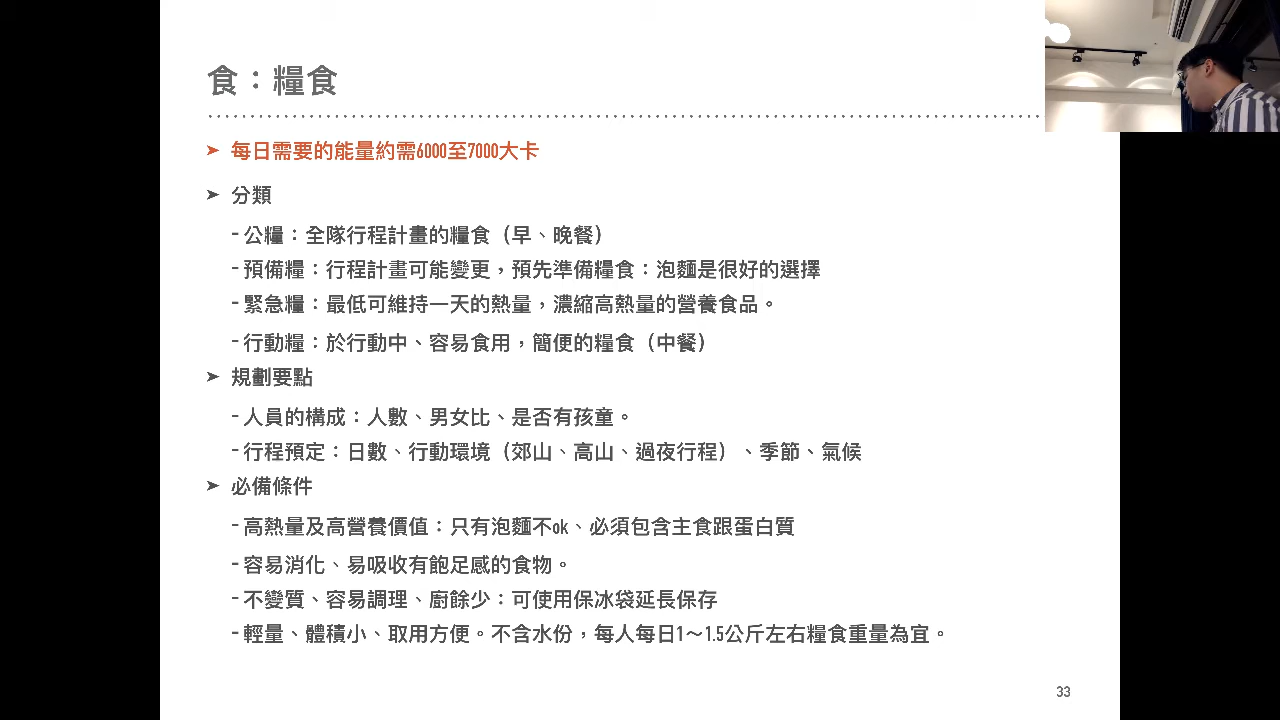 食：糧食
➤ 每日需要的能量約需6000至7000大卡
➤ 分類
-公糧：全隊行程計畫的糧食（早、晚餐）
-預備糧：行程計畫可能變更，預先準備糧食：泡麵是很好的選擇
-緊急糧：最低可維持一天的熱量，濃縮高熱量的營養食品。
-行動糧：於行動中、容易食用，簡便的糧食（中餐）
➤ 規劃要點
-人員的構成：人數、男女比、是否有孩童。
-行程預定：日數、行動環境（郊山、高山、過夜行程）、季節、氣候
➤ 必備條件
-高熱量及高營養價值：只有泡麵不ok、必須包含主食跟蛋白質
-容易消化、易吸收有飽足感的食物。
-不變質、容易調理、廚餘少：可使用保冰袋延長保存
-輕量、體積小、取用方便。不含水份，每人每日1～1.5公斤左右糧食重量為宜。
33